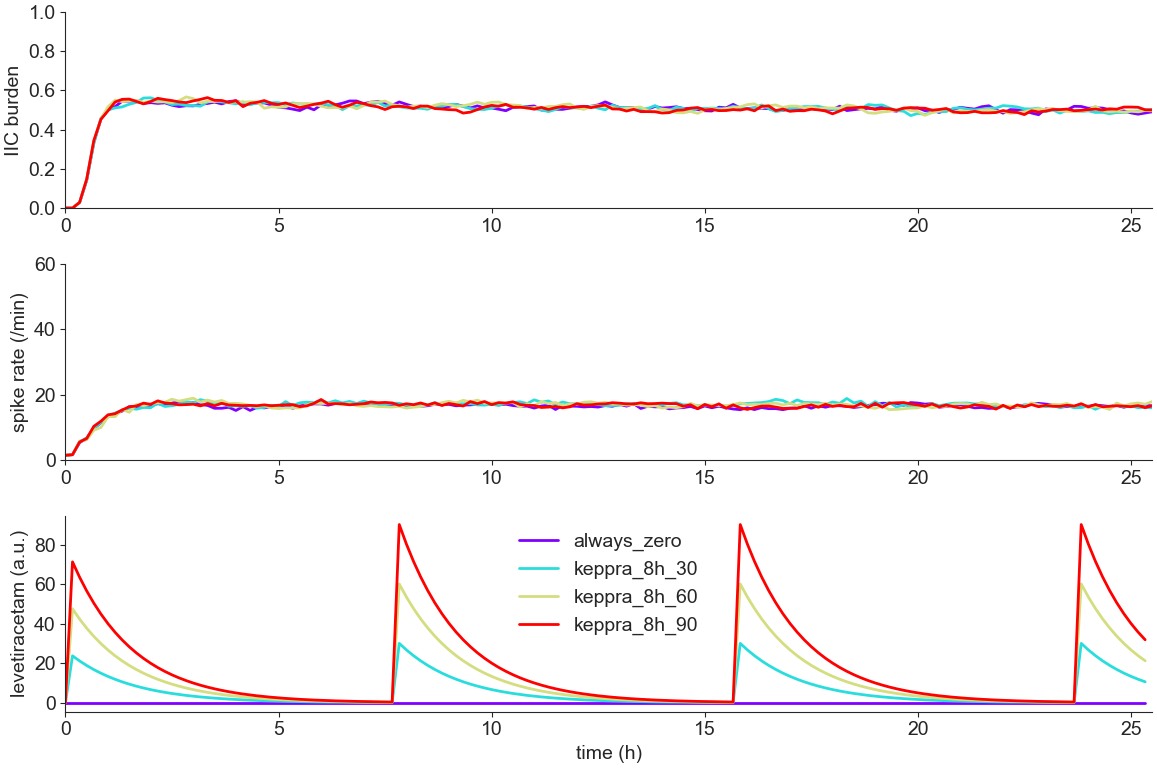 IIC burden
1.0
0.8
0.6
0.4
0.2
0.0
0 5 10 15 20 25
spike rate (/min)
60
40
20
0
0 5 10 15 20 25
levetiracetam (a.u.)
80
60
40
20
0
always_zero
keppra_8h_30
keppra_8h_60
keppra_8h_90
0 5 10 15 20 25
time (h)